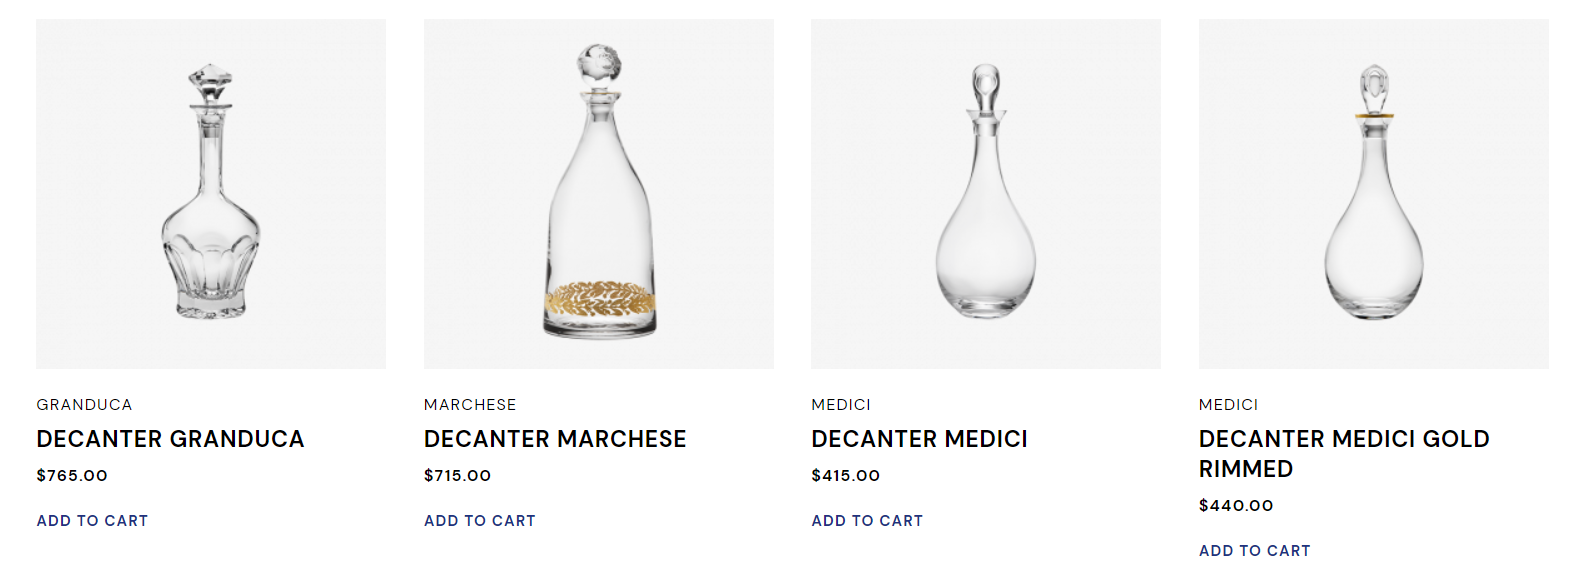 GRANDUCA
DECANTER GRANDUCA
$765.00
ADD TO CART
MARCHESE
DECANTER MARCHESE
$715.00
ADD TO CART
MEDICI
DECANTER MEDICI
$415.00
ADD TO CART
MEDICI
DECANTER MEDICI GOLD
RIMMED
$440.00
ADD TO CART